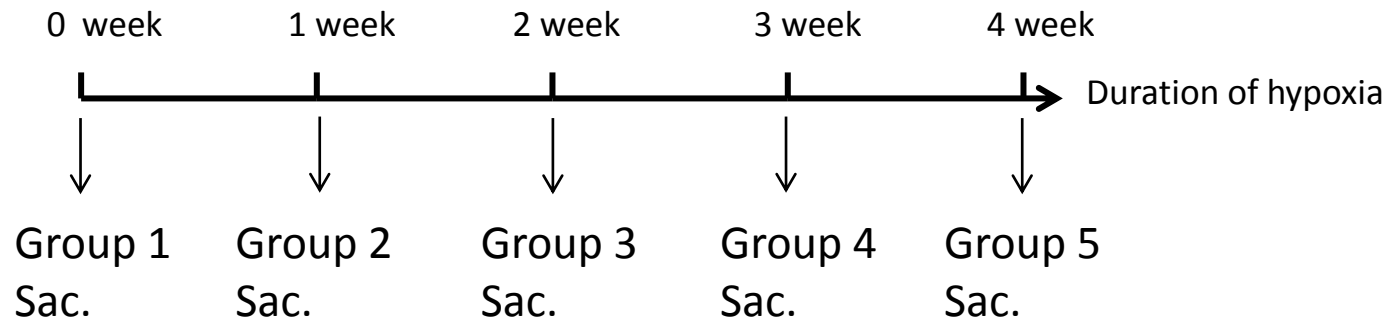 0 week 1 week 2 week 3 week 4 week
Duration of hypoxia
Group 1 Group 2 Group 3 Group 4 Group 5
Sac. Sac. Sac. Sac. Sac.